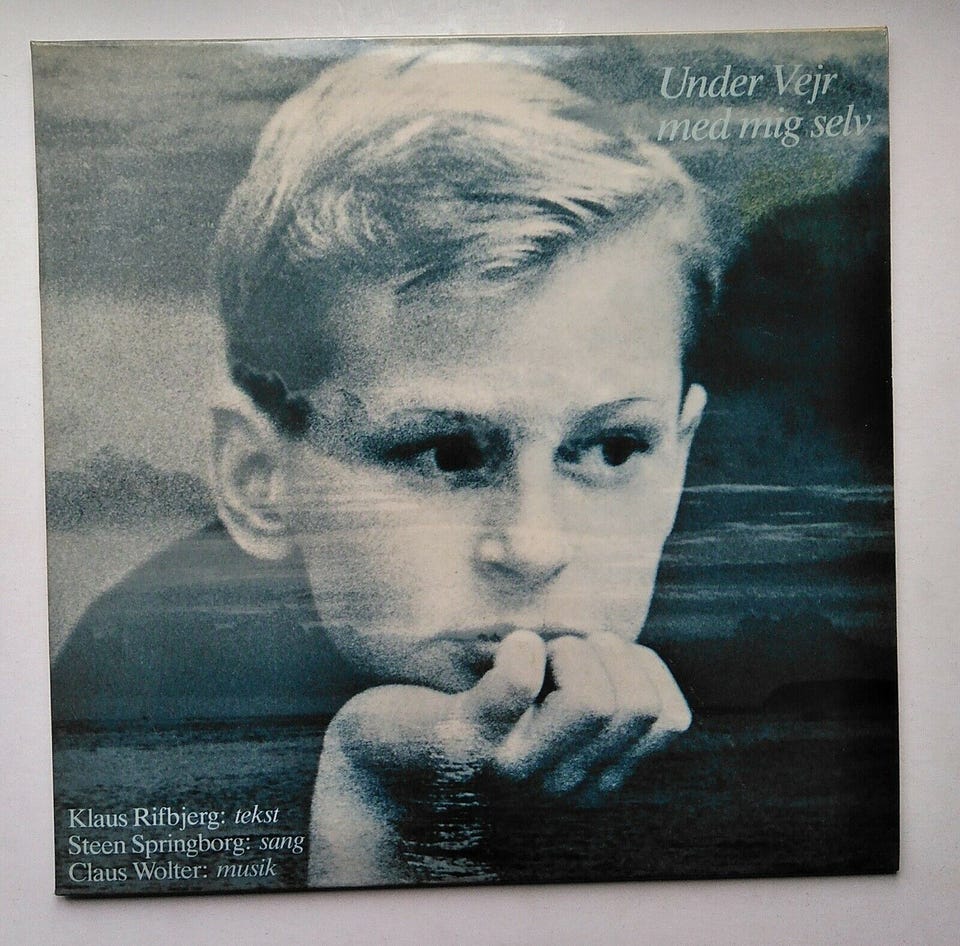 Under Vejr
med mig selv
Klaus Rifbjerg: tekst
Steen Springborg: sang
Claus Wolter: musik